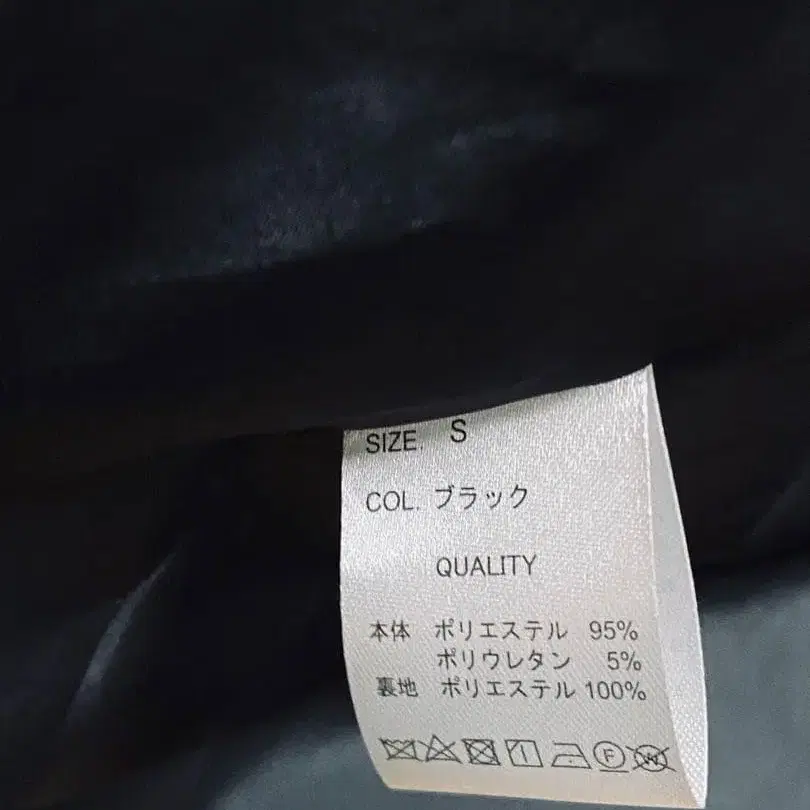 SIZE. S
COL. ブラック
QUALITY
本体 ポリエステル 95%
ポリウレタン 5%
裏地 ポリエステル 100%
F W